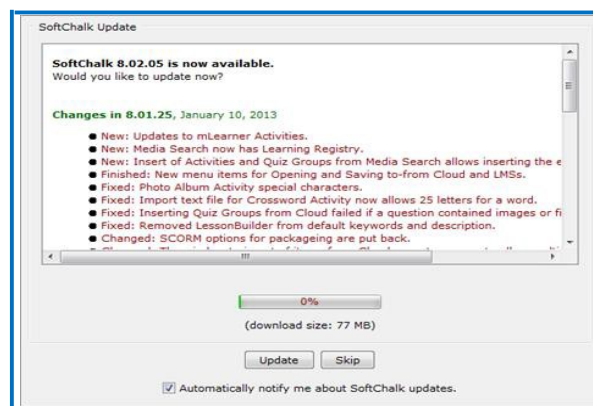 SoftChalk Update
SoftChalk 8.02.05 is now available.
Would you like to update now?
Changes in 8.01.25, January 10, 2013
● New: Updates to mLearner Activities.
● New: Media Search now has Learning Registry.
● New: Insert of Activities and Quiz Groups from Media Search allows inserting the e
● Finished: New menu items for Opening and Saving to-from Cloud and LMSs.
● Fixed: Photo Album Activity special characters.
● Fixed: Import text file for Crossword Activity now allows 25 letters for a word.
● Fixed: Inserting Quiz Groups from Cloud failed if a question contained images or fi
● Fixed: Removed LessonBuilder from default keywords and description.
● Changed: SCORM options for packageing are put back.
0%
(download size: 77 MB)
Update Skip
Automatically notify me about SoftChalk updates.